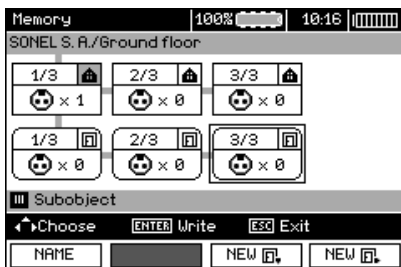 Memory 100% 10:16
SONEL S. A./Ground floor
1/3 2/3 3/3
× 1 × 0 × 0
1/3 2/3 3/3
× 0 × 0 × 0
Subobject
Choose ENTER Write ESC Exit
NAME NEW NEW